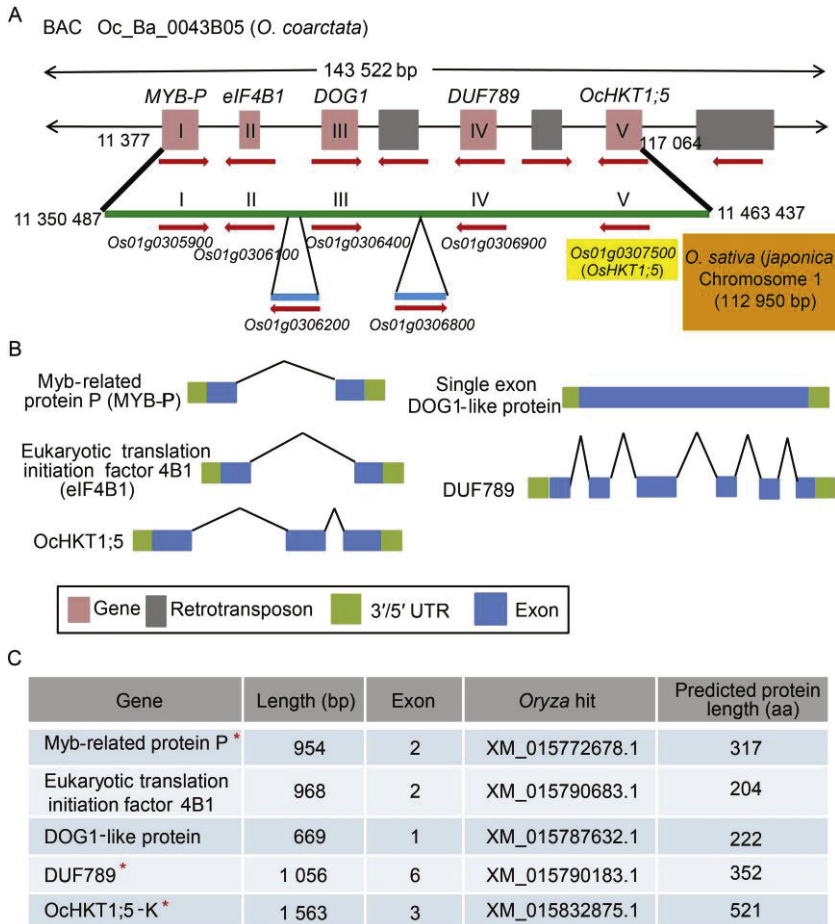 A
BAC Oc_Ba_0043B05 (O. coarctata)
143 522 bp
MYB-P eIF4B1 DOG1 DUF789 OcHKT1;5
I II III IV V
11 377
117 064
I II III IV V
11 350 487
11 463 437
Os01g0305900
Os01g0306100
Os01g0306400
Os01g0306900
Os01g0307500
(OsHKT1;5)
O. sativa (japonica
Chromosome 1
(112 950 bp)
Os01g0306200
Os01g0306800
B
Myb-related
protein P (MYB-P)
Single exon
DOG1-like protein
Eukaryotic translation
initiation factor 4B1
(eIF4B1)
DUF789
OcHKT1;5
Gene Retrotransposon 3′/5′ UTR Exon
C
Gene Length (bp) Exon Oryza hit Predicted protein length (aa)
Myb-related protein P * 954 2 XM_015772678.1 317
Eukaryotic translation initiation factor 4B1 968 2 XM_015790683.1 204
DOG1-like protein 669 1 XM_015787632.1 222
DUF789 * 1 056 6 XM_015790183.1 352
OcHKT1;5-K * 1 563 3 XM_015832875.1 521